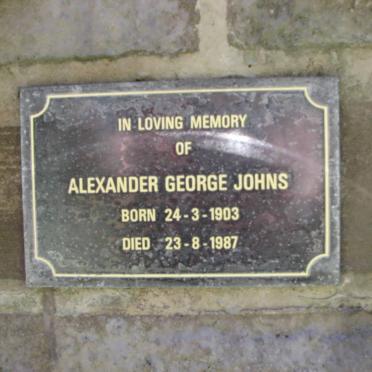 IN LOVING MEMORY
OF
ALEXANDER GEORGE JOHNS
BORN 24-3-1903
DIED 23-8-1987